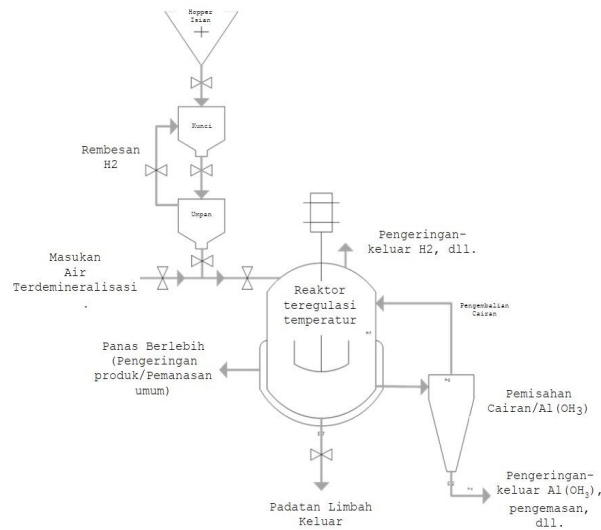 Hopper
Isian
Kunci
Rembesan
H2
Umpan
Masukan
Air
Terdemineralisasi
.
Pengeringan-
keluar H2, dll.
Reaktor
teregulasi
temperatur
Pengembalian
Cairan
Panas Berlebih
(Pengeringan
produk/Pemanasan
umum)
Pemisahan
Cairan/Al(OH3)
Pengeringan-
keluar Al(OH₃),
pengemasan,
dll.
Padatan Limbah
Keluar